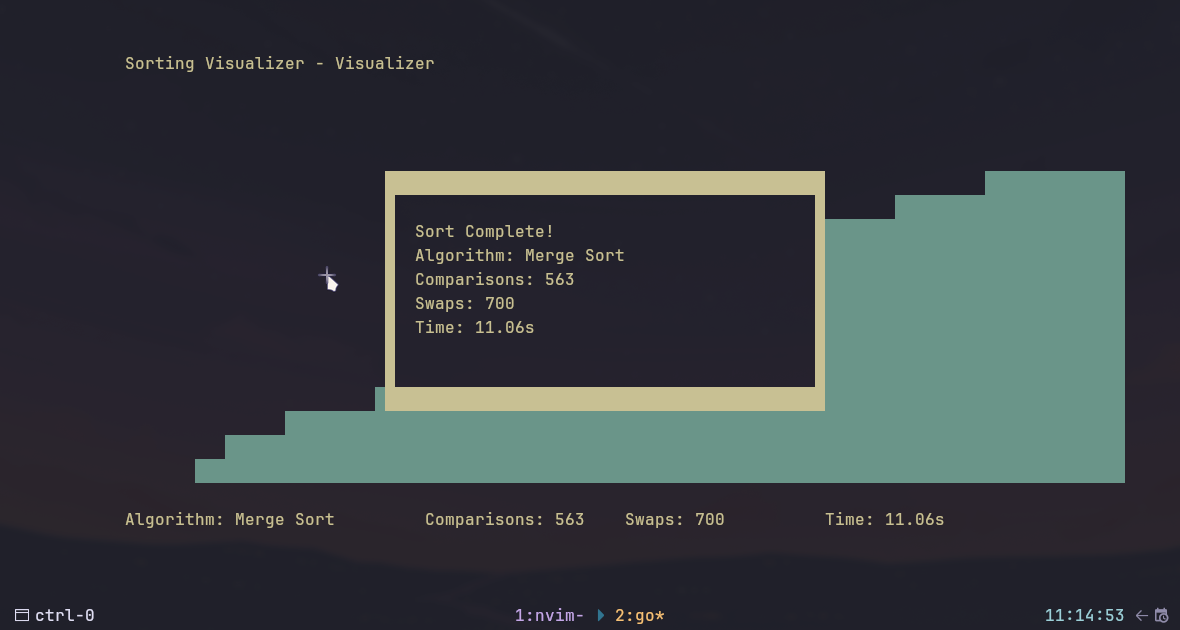 Sorting Visualizer - Visualizer
Sort Complete!
Algorithm: Merge Sort
Comparisons: 563
Swaps: 700
Time: 11.06s
Algorithm: Merge Sort Comparisons: 563 Swaps: 700 Time: 11.06s
ctrl-0 1:nvim- 2:go* 11:14:53